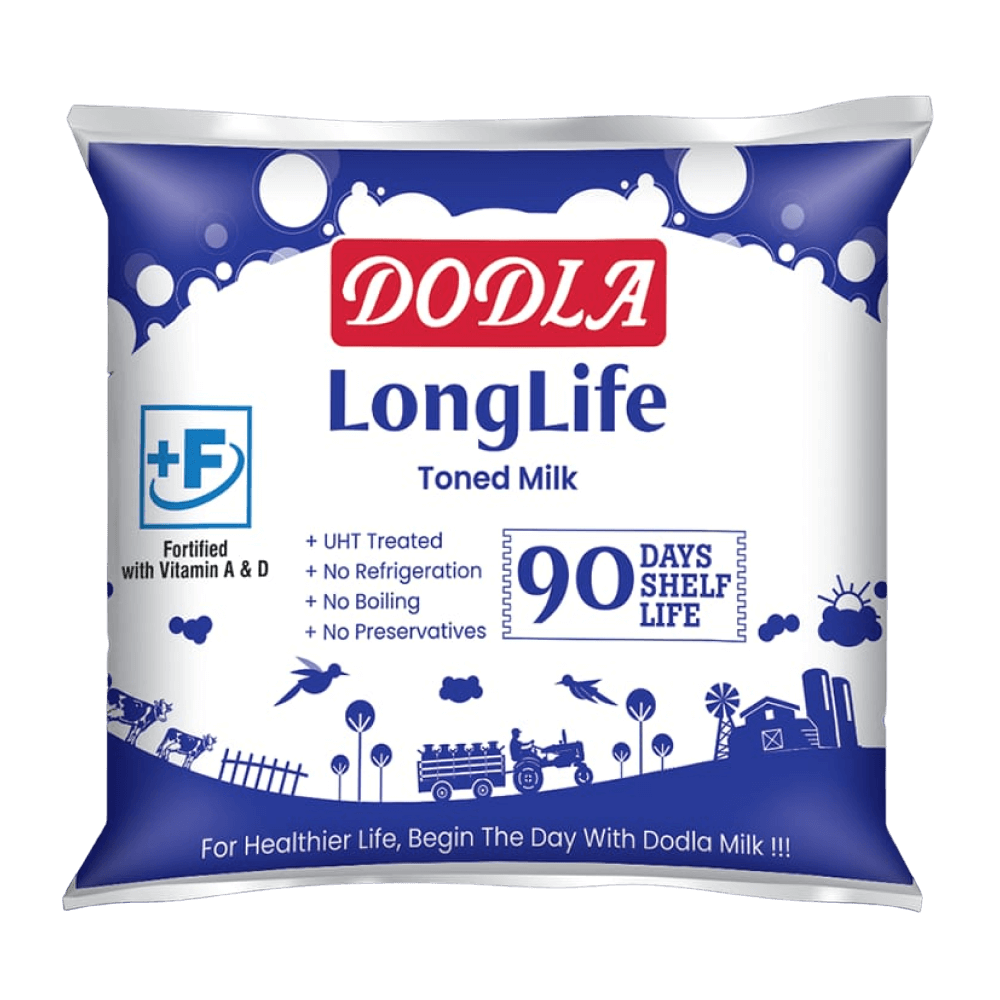 DODLA
LongLife
Toned Milk
+F
Fortified
with Vitamin A & D
+ UHT Treated
+ No Refrigeration
+ No Boiling
+ No Preservatives
90 DAYS
SHELF
LIFE
For Healthier Life, Begin The Day With Dodla Milk !!!